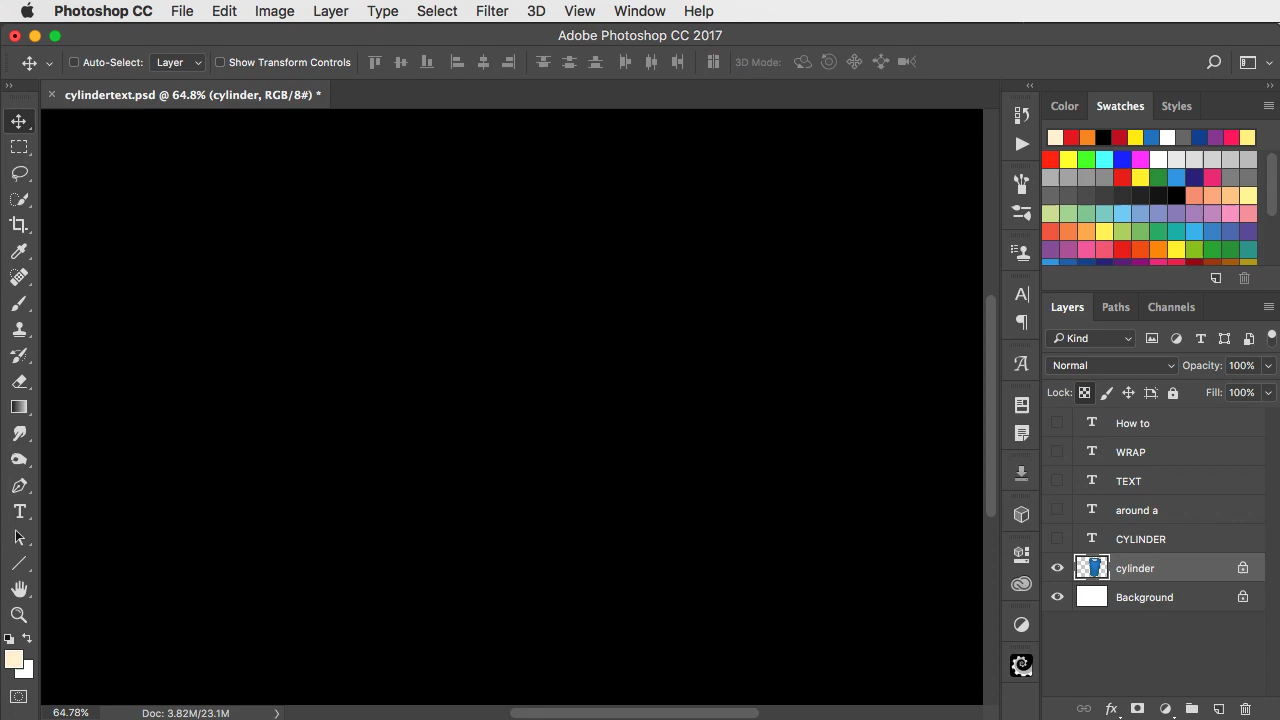 Photoshop CC File Edit Image Layer Type Select Filter 3D View Window Help
Adobe Photoshop CC 2017
Auto-Select: Layer Show Transform Controls 3D Mode:
cylindertext.psd @ 64.8% (cylinder, RGB/8#) *
Color Swatches Styles
Layers Paths Channels
Kind
Normal Opacity: 100%
Lock: Fill: 100%
How to
WRAP
TEXT
around a
CYLINDER
cylinder
Background
64.78% Doc: 3.82M/23.1M